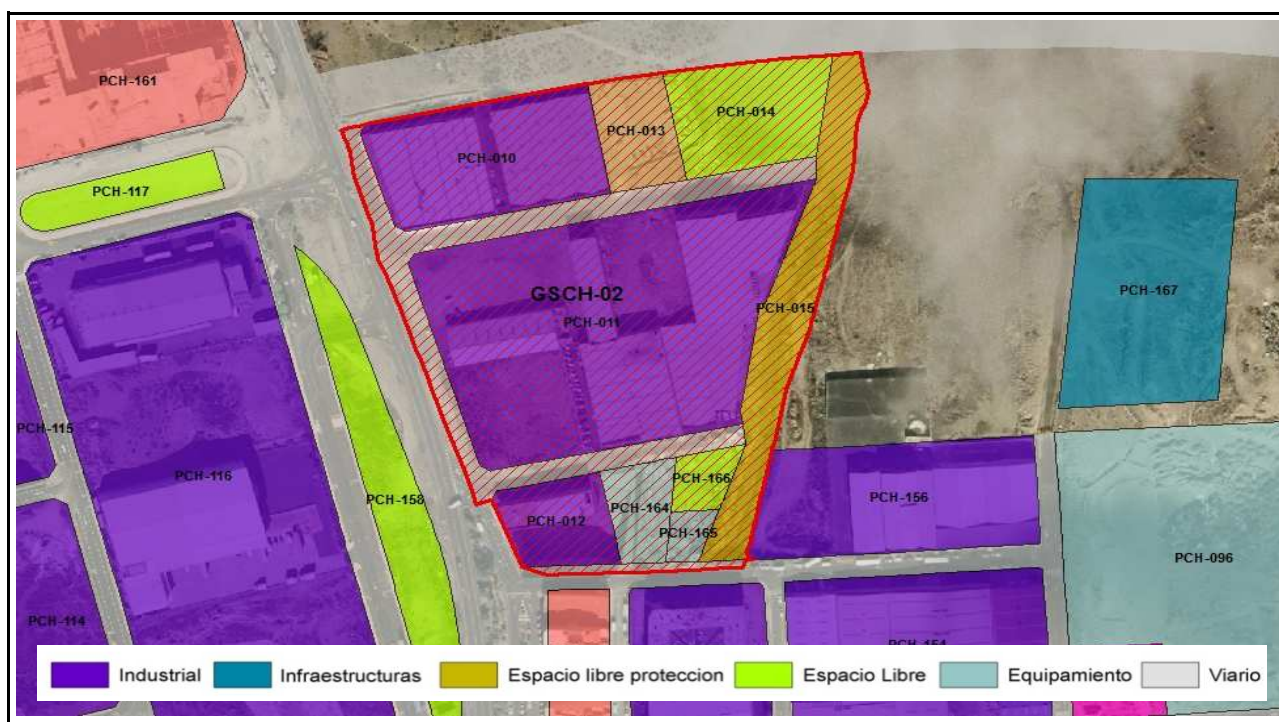 PCH-161
PCH-014
PCH-013
PCH-010
PCH-117
PCH-167
GSCH-02
PCH-015
PCH-011
PCH-115
PCH-116
PCH-166
PCH-158
PCH-156
PCH-164
PCH-012
PCH-165
PCH-096
PCH-114
PCH-154
Industrial
Infraestructuras
Espacio libre proteccion
Espacio Libre
Equipamiento
Viario